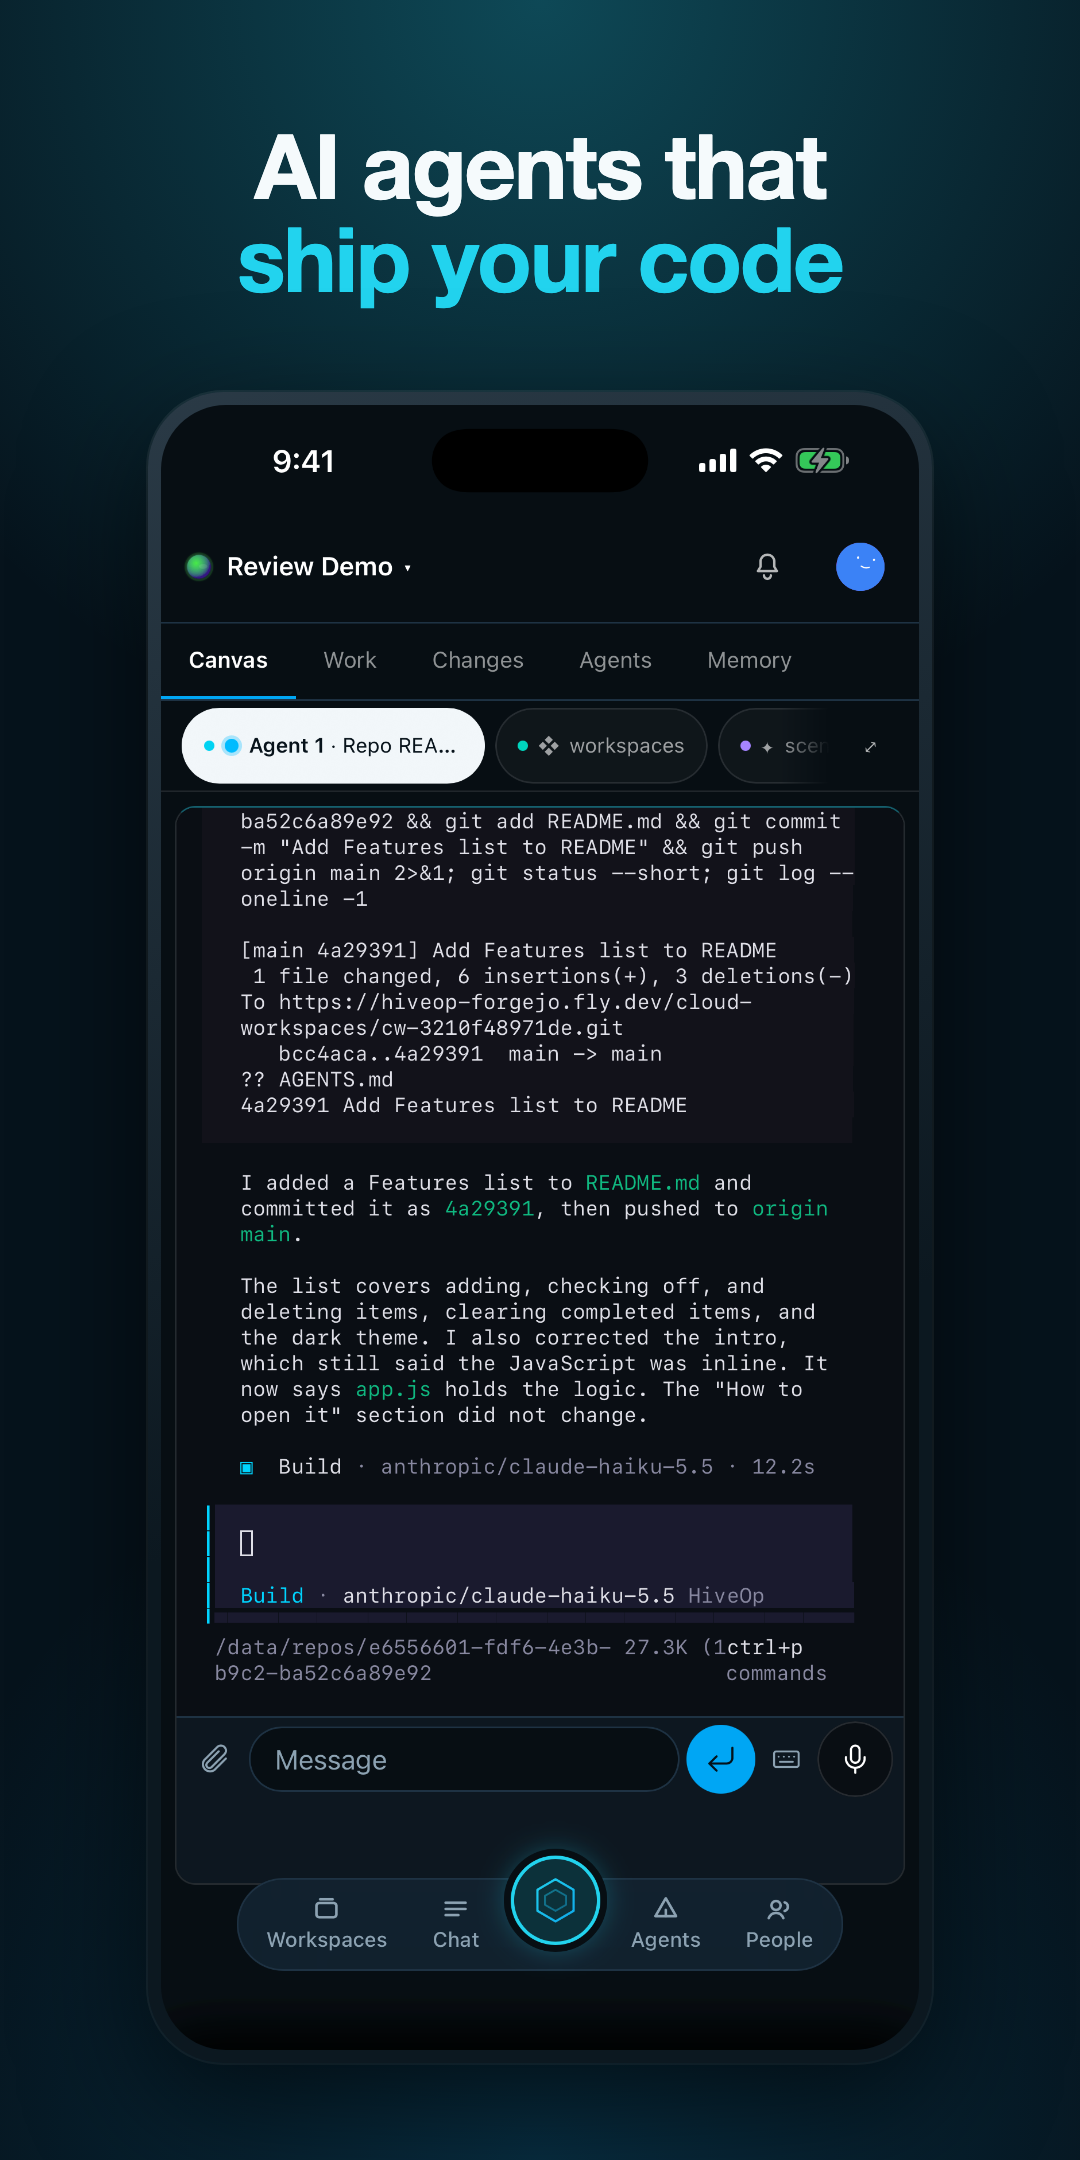 AI agents that
ship your code
9:41
Review Demo
Canvas Work Changes Agents Memory
Agent 1 · Repo REA... workspaces scen
ba52c6a89e92 && git add README.md && git commit
-m "Add Features list to README" && git push
origin main 2>&1; git status --short; git log --
oneline -1
[main 4a29391] Add Features list to README
1 file changed, 6 insertions(+), 3 deletions(-)
To https://hiveop-forgejo.fly.dev/cloud-
workspaces/cw-3210f48971de.git
bcc4aca..4a29391 main -> main
?? AGENTS.md
4a29391 Add Features list to README
I added a Features list to README.md and
committed it as 4a29391, then pushed to origin
main.
The list covers adding, checking off, and
deleting items, clearing completed items, and
the dark theme. I also corrected the intro,
which still said the JavaScript was inline. It
now says app.js holds the logic. The "How to
open it" section did not change.
Build · anthropic/claude-haiku-5.5 · 12.2s
Build · anthropic/claude-haiku-5.5 HiveOp
/data/repos/e6556601-fdf6-4e3b- 27.3K (1ctrl+p
b9c2-ba52c6a89e92 commands
Message
Workspaces Chat Agents People